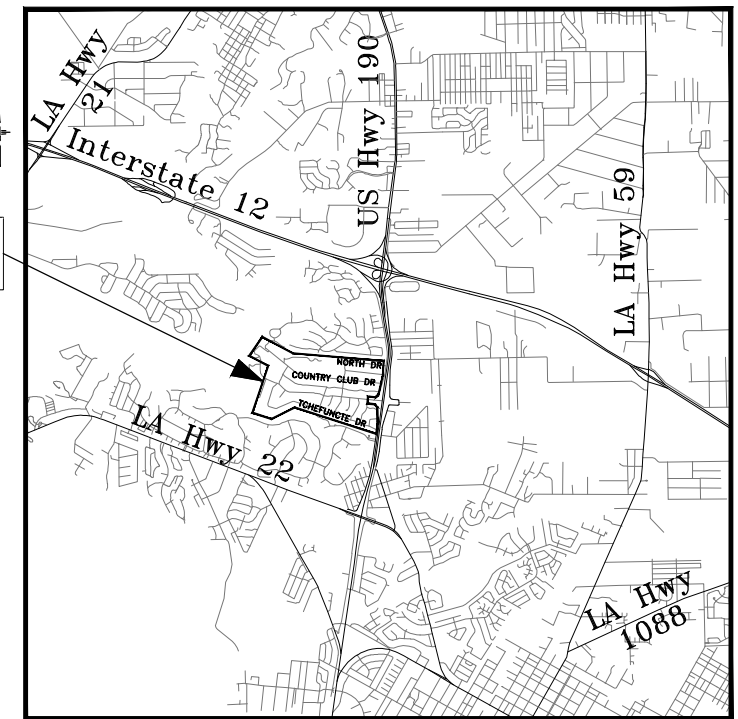 LA Hwy
21
Interstate 12
US Hwy 190
LA Hwy 59
NORTH DR
COUNTRY CLUB DR
TCHEFUNCTE DR
LA Hwy 22
LA Hwy
1088